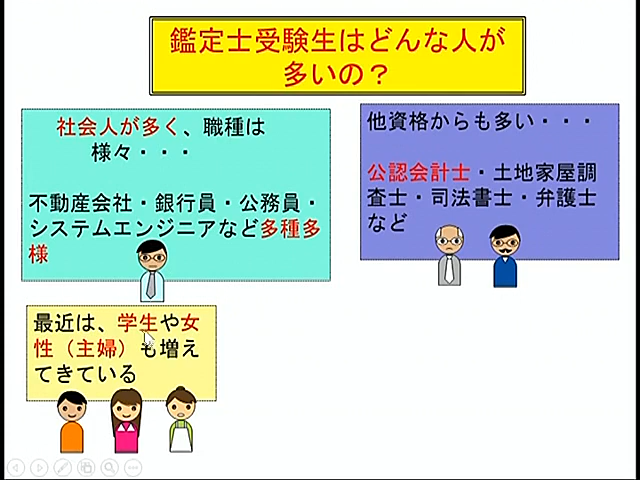 鑑定士受験生はどんな人が
多いの？
社会人が多く、職種は
様々・・・
不動産会社・銀行員・公務員・
システムエンジニアなど多種多
様
他資格からも多い・・・
公認会計士・土地家屋調
査士・司法書士・弁護士
など
最近は、学生や女
性（主婦）も増え
てきている